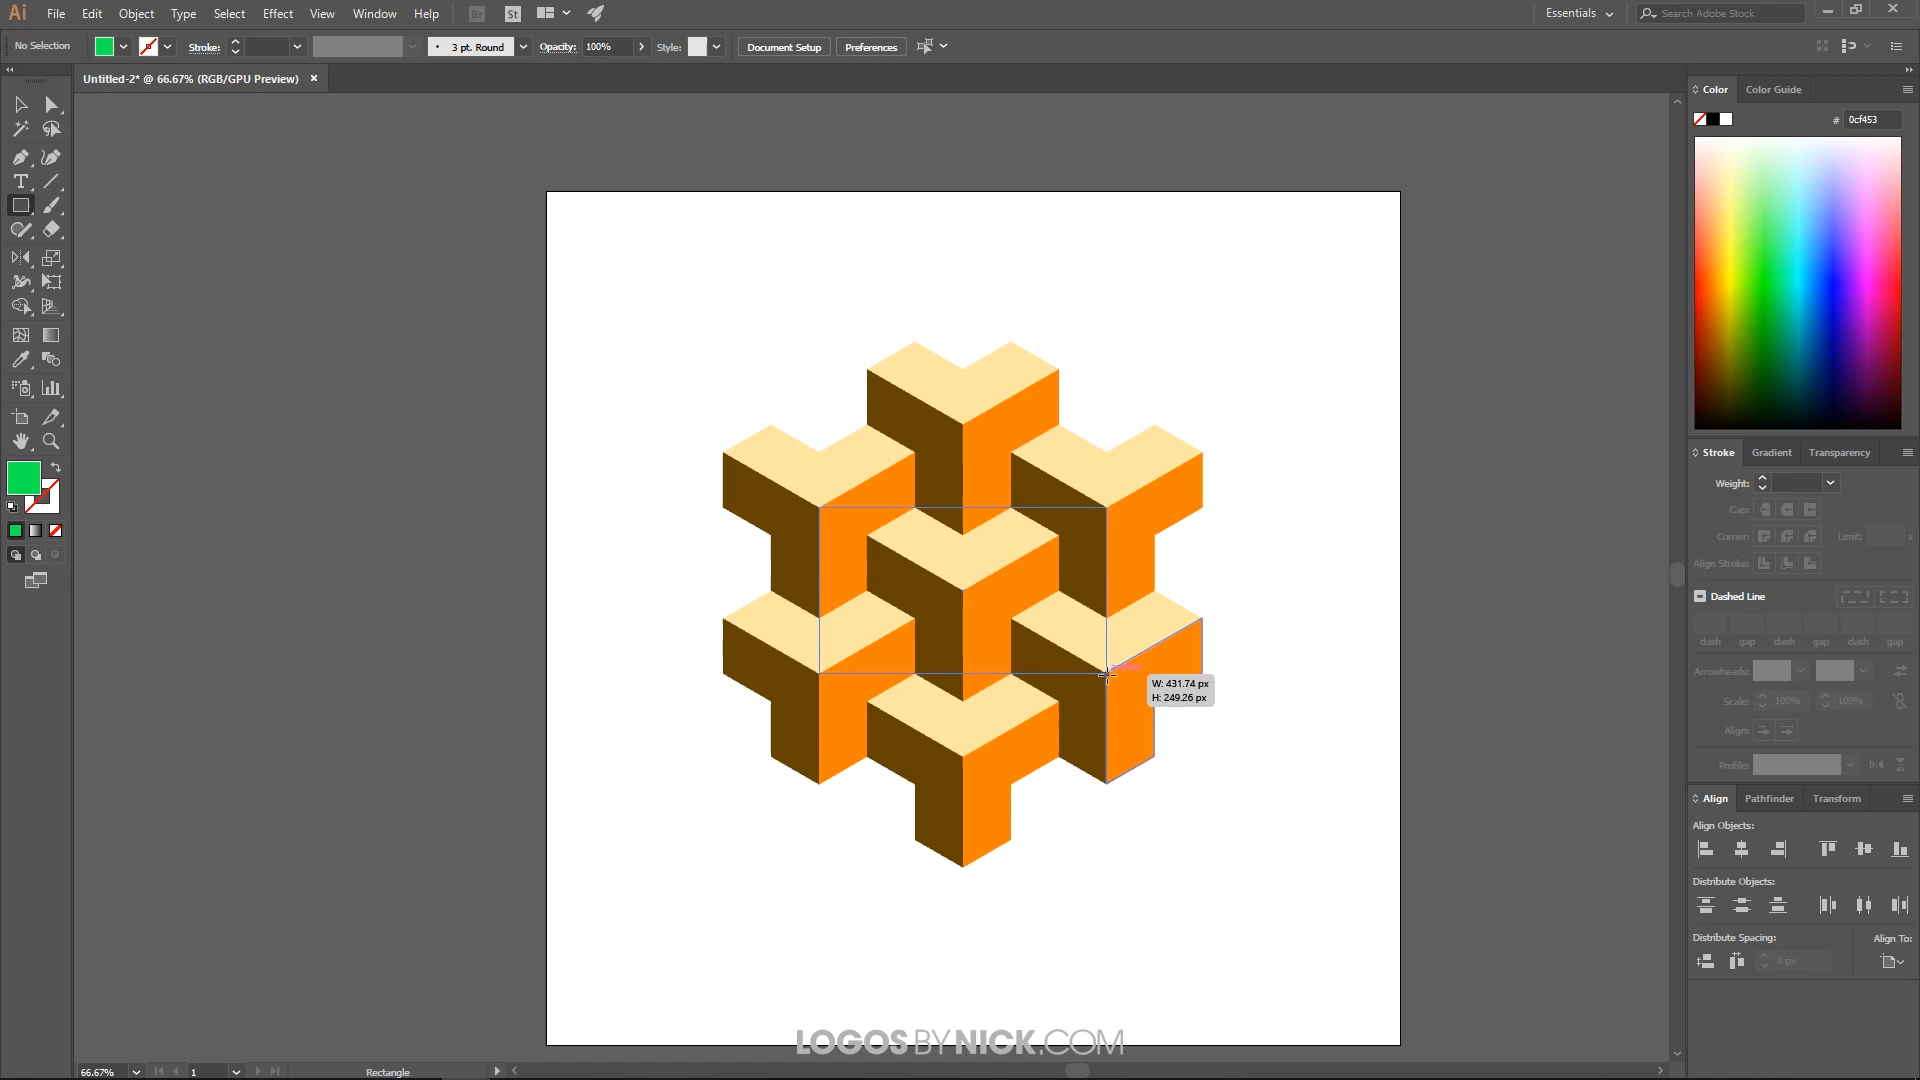 Ai File Edit Object Type Select Effect View Window Help Br St Essentials Search Adobe Stock
No Selection Stroke: 3 pt. Round Opacity: 100% Style: Document Setup Preferences
Untitled-2* @ 66.67% (RGB/GPU Preview)
Color Color Guide
# 0cf453
Stroke Gradient Transparency
Weight:
Cap:
Corner: Limit: x
Align Stroke:
Dashed Line
dash gap dash gap dash gap
Arrowheads:
Scale: 100% 100%
Align:
Profile:
W: 431.74 px
H: 249.26 px
Align Pathfinder Transform
Align Objects:
Distribute Objects:
Distribute Spacing: Align To:
0 px
LOGOSBYNICK.COM
66.67% 1 Rectangle